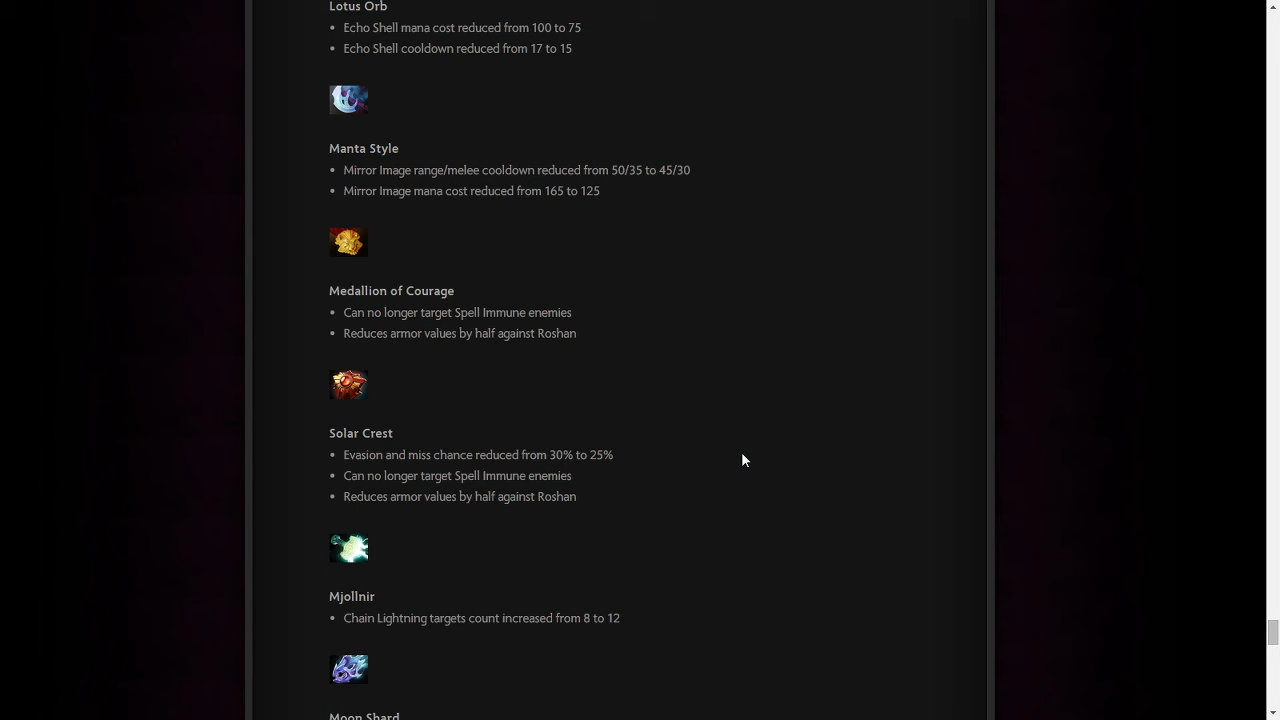 Lotus Orb
• Echo Shell mana cost reduced from 100 to 75
• Echo Shell cooldown reduced from 17 to 15
Manta Style
• Mirror Image range/melee cooldown reduced from 50/35 to 45/30
• Mirror Image mana cost reduced from 165 to 125
Medallion of Courage
• Can no longer target Spell Immune enemies
• Reduces armor values by half against Roshan
Solar Crest
• Evasion and miss chance reduced from 30% to 25%
• Can no longer target Spell Immune enemies
• Reduces armor values by half against Roshan
Mjollnir
• Chain Lightning targets count increased from 8 to 12
Moon Shard